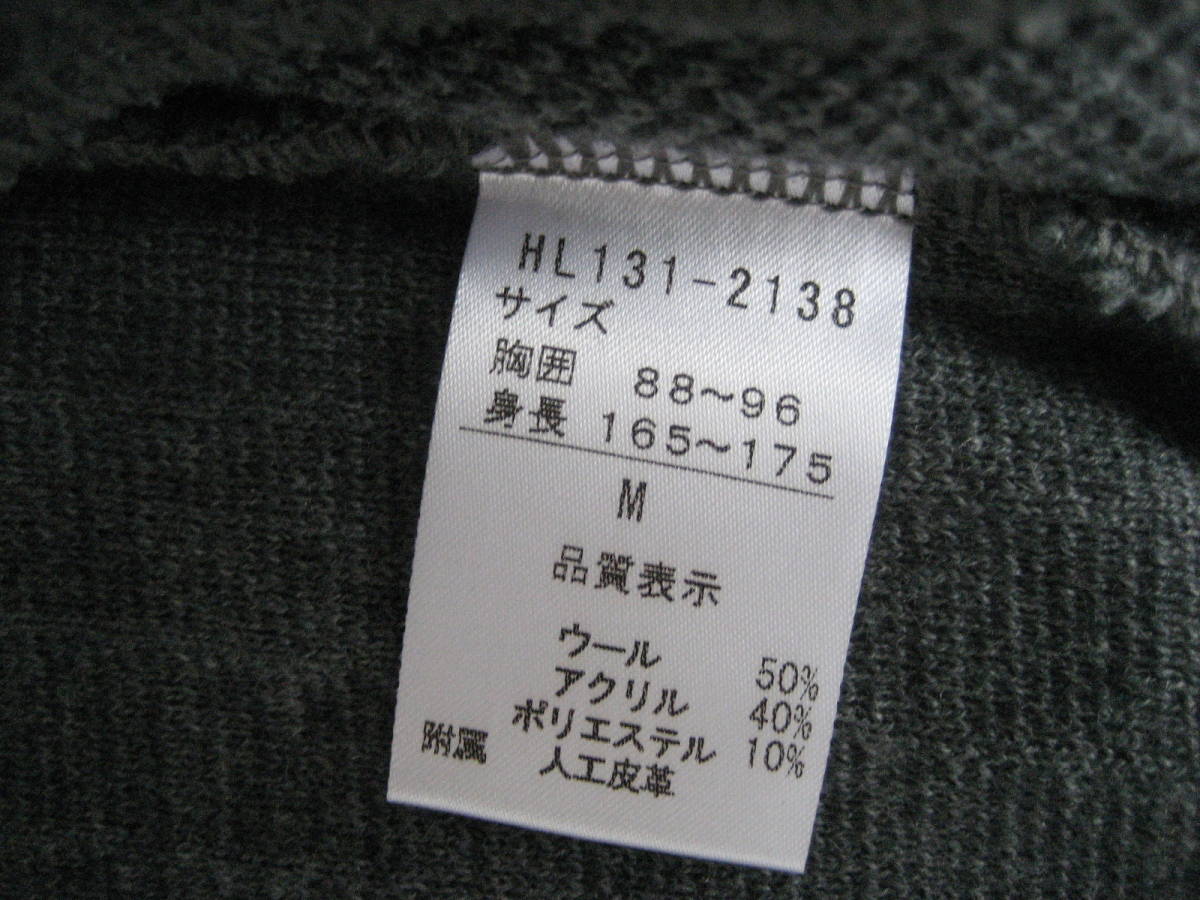 HL131-2138
サイズ
胸囲 88～96
身長 165～175
M
品質表示
ウール 50%
アクリル 40%
ポリエステル 10%
附属 人工皮革